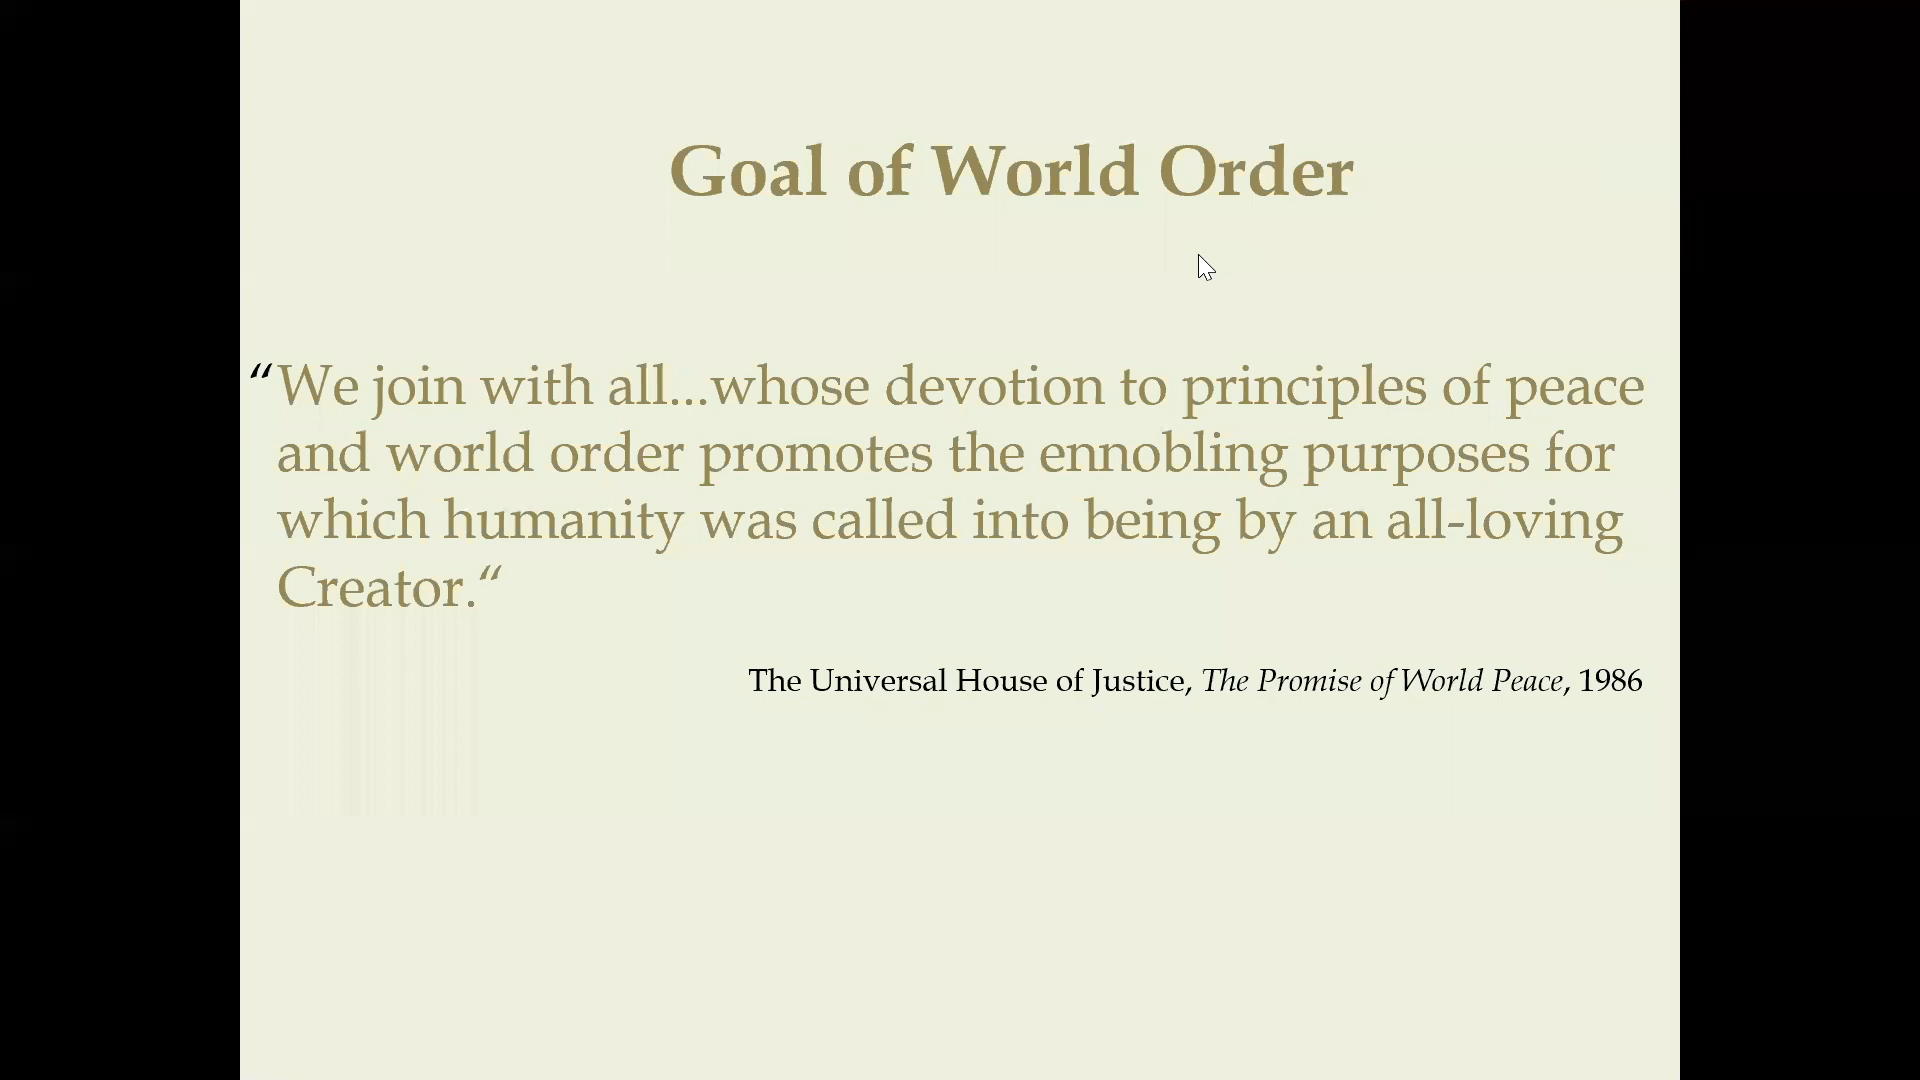 Goal of World Order
“We join with all...whose devotion to principles of peace
and world order promotes the ennobling purposes for
which humanity was called into being by an all-loving
Creator.“
The Universal House of Justice, The Promise of World Peace, 1986